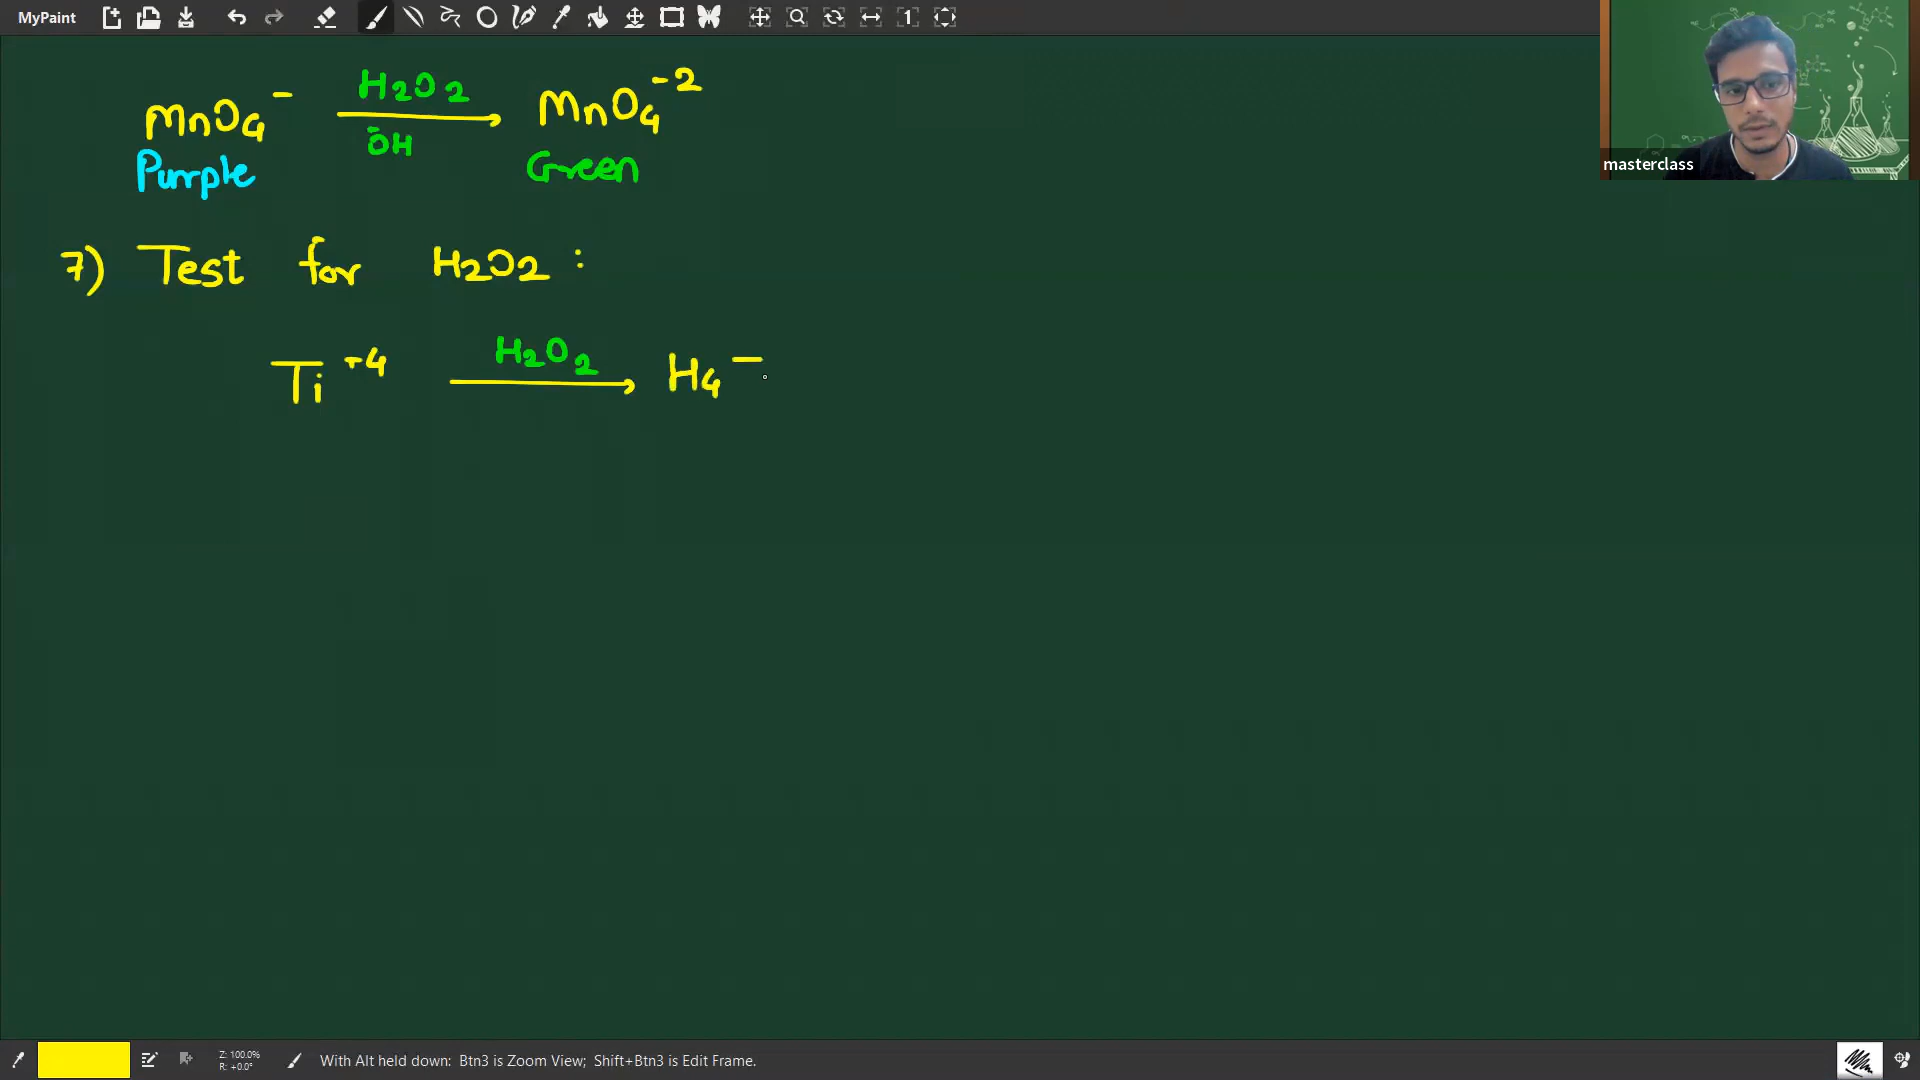 MyPaint
1
MnO4⁻ H2O2 ŌH → MnO4⁻²
Purple Green
masterclass
7) Test for H2O2 :
Ti⁺⁴ H2O2 → H4 —
Z: 100.0%
R: +0.0°
With Alt held down: Btn3 is Zoom View; Shift+Btn3 is Edit Frame.